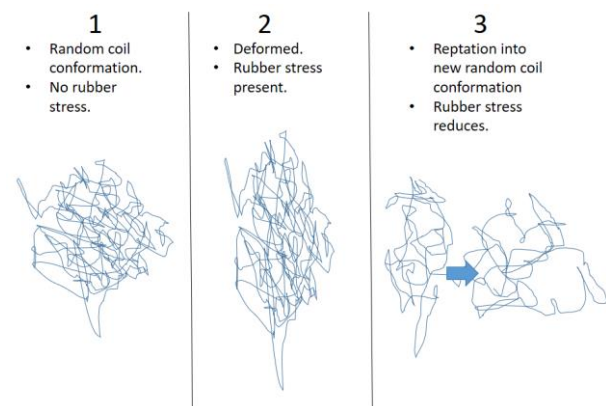 1
• Random coil
conformation.
• No rubber
stress.
2
• Deformed.
• Rubber stress
present.
3
• Reptation into
new random coil
conformation
• Rubber stress
reduces.